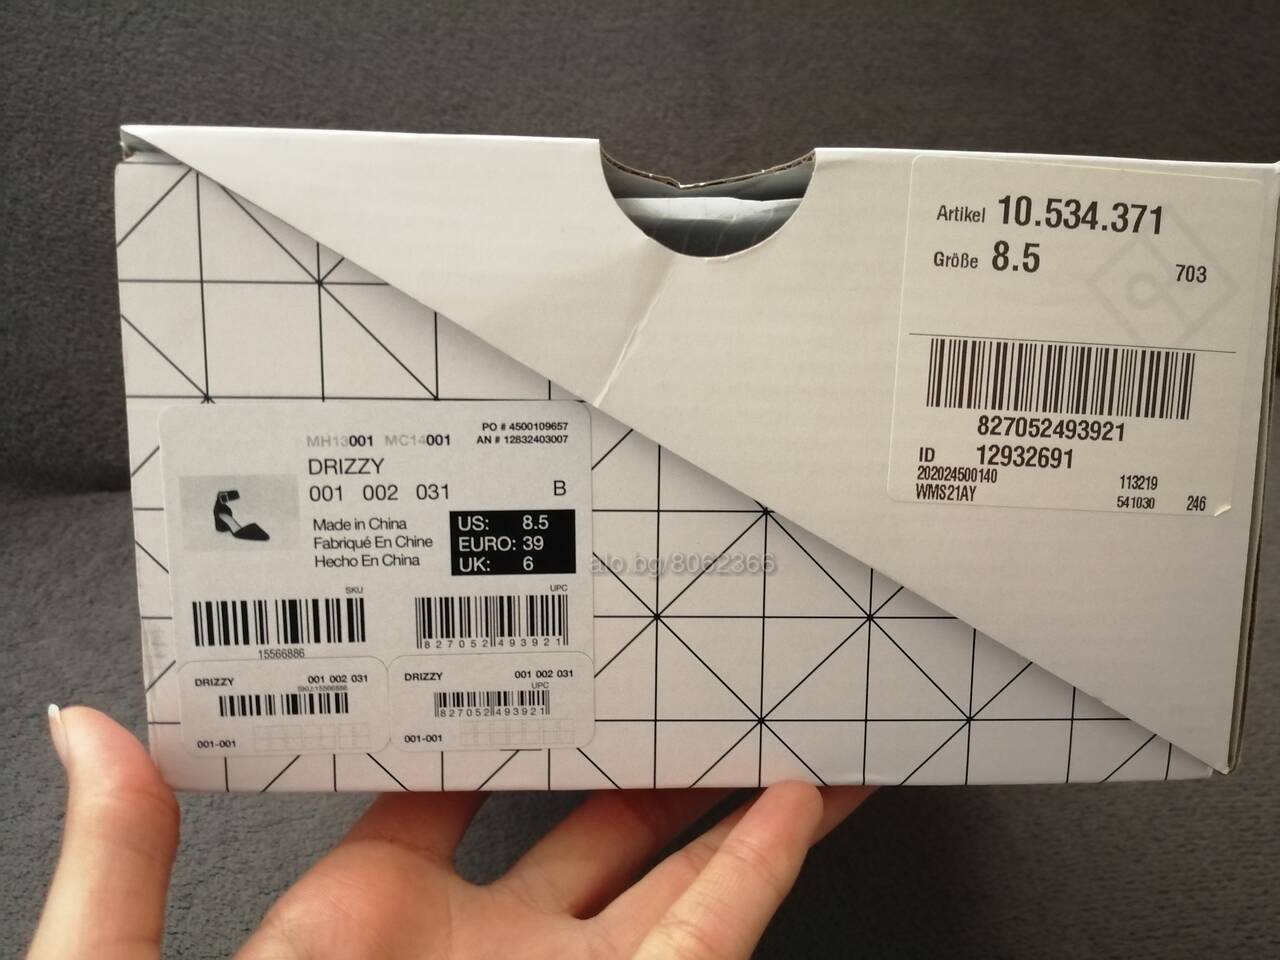 Artikel 10.534.371
Größe 8.5
703
827052493921
ID 12932691
202024500140
113219
WMS21AY
541030
246
PO # 4500109657
MH13001 MC14001
AN # 12832403007
DRIZZY
001 002 031
B
Made in China
Fabriqué En Chine
Hecho En China
US: 8.5
EURO: 39
UK: 6
alo.bg/8062366
SKU
15566886
UPC
827052493921
DRIZZY
001 002 031
SKU:15566886
001-001
DRIZZY
001 002 031
UPC
827052493921
001-001